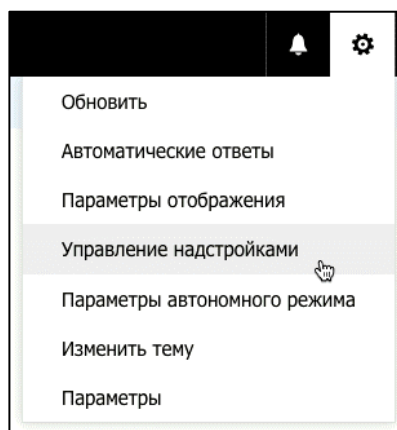 Обновить
Автоматические ответы
Параметры отображения
Управление надстройками
Параметры автономного режима
Изменить тему
Параметры